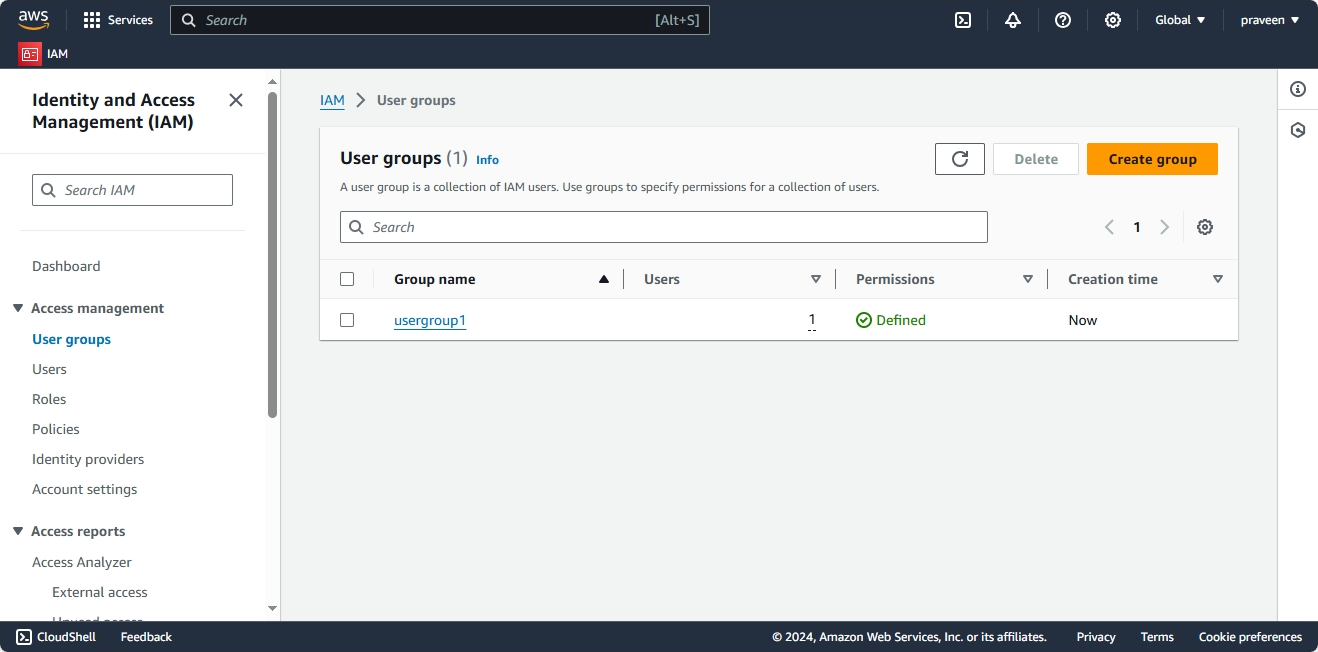 aws
Services
Search
[Alt+S]
Global
praveen
IAM
Identity and Access
Management (IAM)
Search IAM
Dashboard
Access management
User groups
Users
Roles
Policies
Identity providers
Account settings
Access reports
Access Analyzer
External access
Unused access
IAM > User groups
User groups (1) Info
Delete
Create group
A user group is a collection of IAM users. Use groups to specify permissions for a collection of users.
Search
1
Group name Users Permissions Creation time
usergroup1 1 Defined Now
CloudShell Feedback © 2024, Amazon Web Services, Inc. or its affiliates. Privacy Terms Cookie preferences